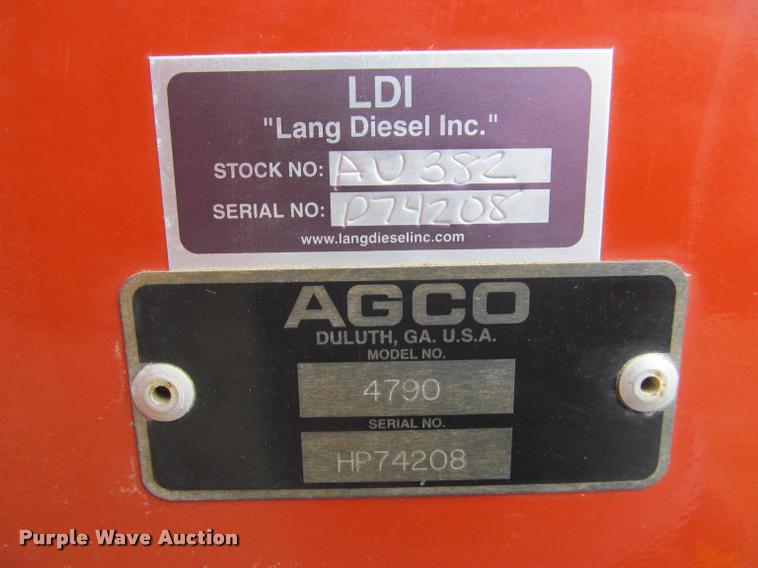 LDI
"Lang Diesel Inc."
STOCK NO: AU382
SERIAL NO: P74208
www.langdieselinc.com
AGCO
DULUTH, GA. U.S.A.
MODEL NO.
4790
SERIAL NO.
HP74208
Purple Wave Auction